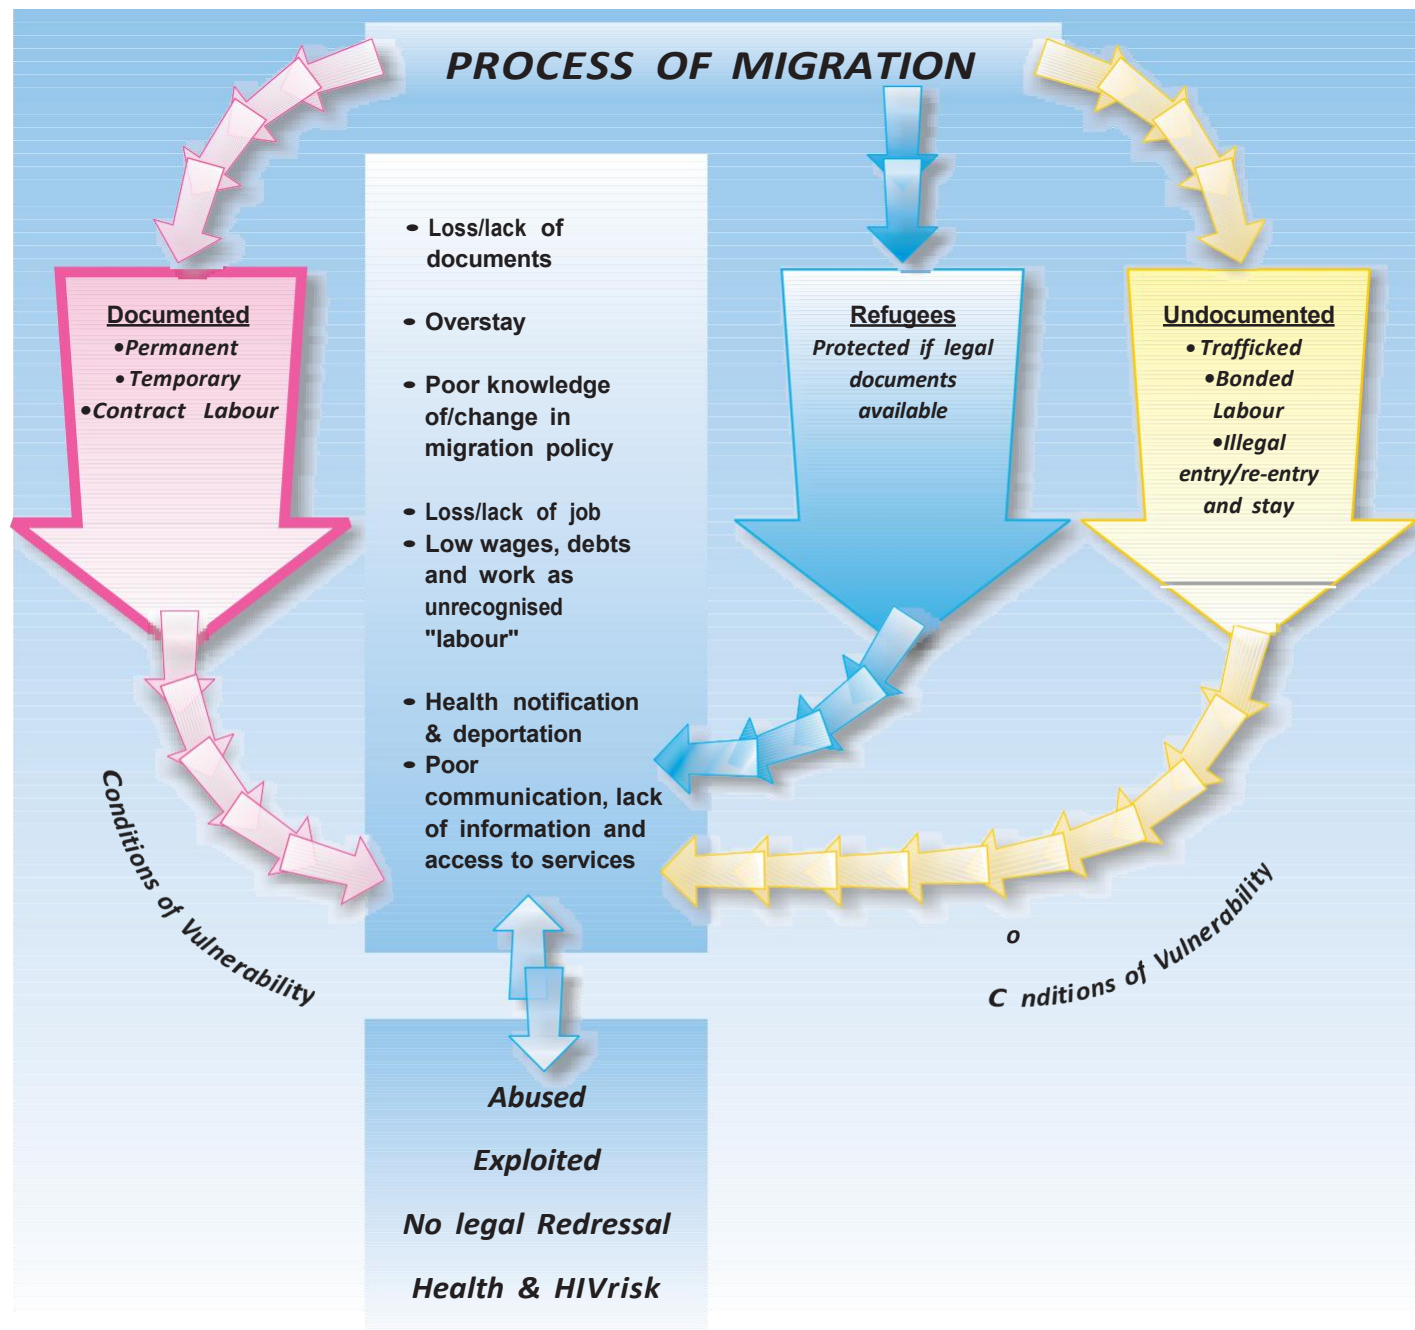 PROCESS OF MIGRATION
Documented
•Permanent
• Temporary
•Contract Labour
• Loss/lack of
documents
• Overstay
• Poor knowledge
of/change in
migration policy
• Loss/lack of job
• Low wages, debts
and work as
unrecognised
"labour"
• Health notification
& deportation
• Poor
communication, lack
of information and
access to services
Refugees
Protected if legal
documents
available
Undocumented
• Trafficked
•Bonded
Labour
•Illegal
entry/re-entry
and stay
Conditions of Vulnerability
o
C nditions of Vulnerability
Abused
Exploited
No legal Redressal
Health & HIVrisk